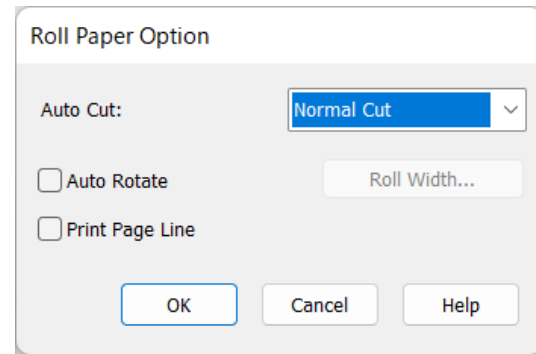 Roll Paper Option
Auto Cut: Normal Cut
Auto Rotate Roll Width...
Print Page Line
OK Cancel Help